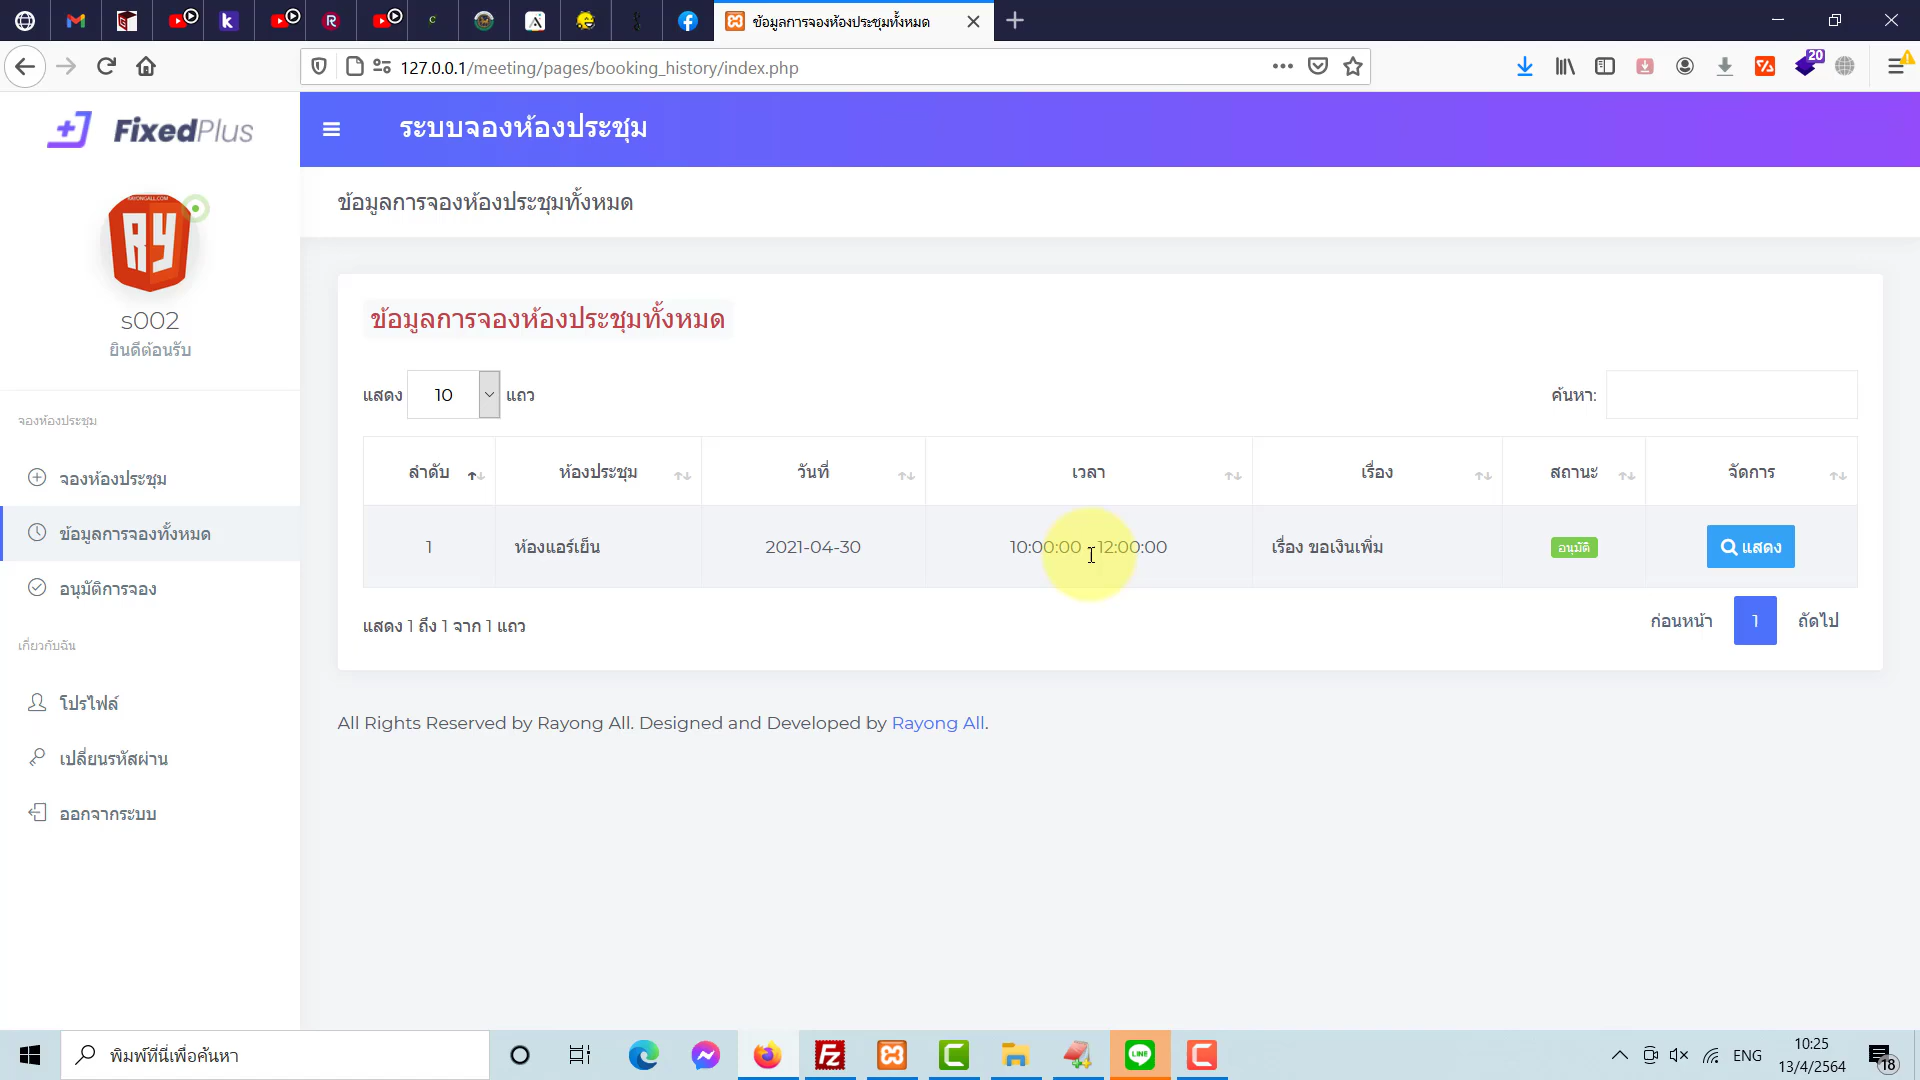 ข้อมูลการจองห้องประชุมทั้งหมด
127.0.0.1/meeting/pages/booking_history/index.php
20
FixedPlus
ระบบจองห้องประชุม
ข้อมูลการจองห้องประชุมทั้งหมด
RAYONGALL.COM
RY
s002
ยินดีต้อนรับ
จองห้องประชุม
จองห้องประชุม
ข้อมูลการจองทั้งหมด
อนุมัติการจอง
เกี่ยวกับฉัน
โปรไฟล์
เปลี่ยนรหัสผ่าน
ออกจากระบบ
ข้อมูลการจองห้องประชุมทั้งหมด
แสดง 10 แถว
ค้นหา:
ลำดับ ห้องประชุม วันที่ เวลา เรื่อง สถานะ จัดการ
1 ห้องแอร์เย็น 2021-04-30 10:00:00 - 12:00:00 เรื่อง ขอเงินเพิ่ม อนุมัติ แสดง
แสดง 1 ถึง 1 จาก 1 แถว
ก่อนหน้า 1 ถัดไป
All Rights Reserved by Rayong All. Designed and Developed by Rayong All.
พิมพ์ที่นี่เพื่อค้นหา
ENG
10:25
13/4/2564
18